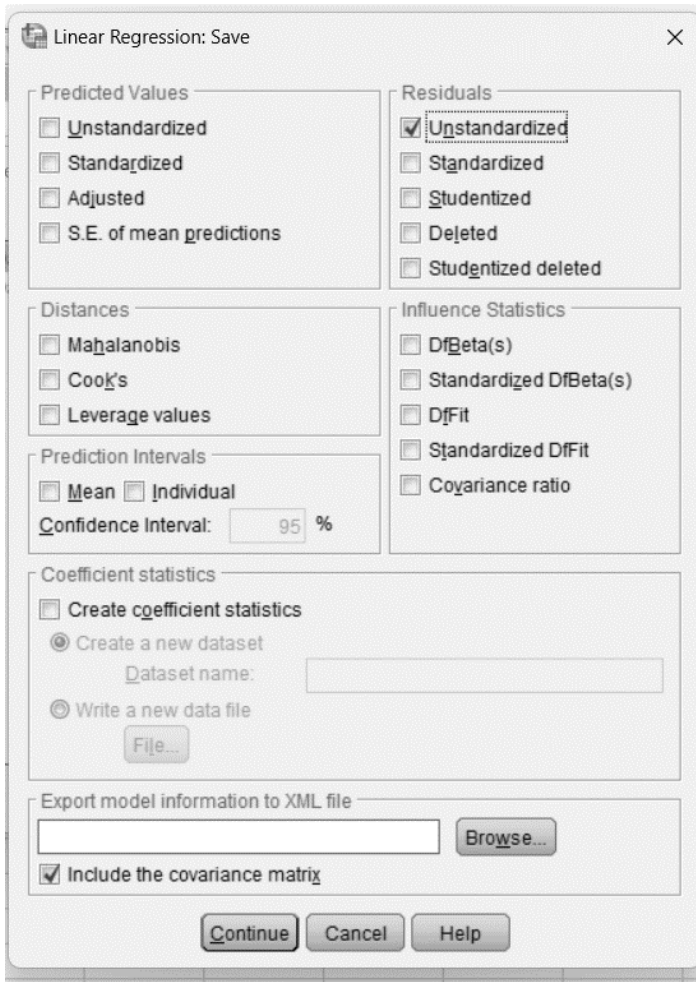 Linear Regression: Save
Predicted Values
Unstandardized
Standardized
Adjusted
S.E. of mean predictions
Residuals
Unstandardized
Standardized
Studentized
Deleted
Studentized deleted
Distances
Mahalanobis
Cook's
Leverage values
Influence Statistics
DfBeta(s)
Standardized DfBeta(s)
DfFit
Standardized DfFit
Covariance ratio
Prediction Intervals
Mean Individual
Confidence Interval: 95 %
Coefficient statistics
Create coefficient statistics
Create a new dataset
Dataset name:
Write a new data file
File...
Export model information to XML file
Browse...
Include the covariance matrix
Continue Cancel Help